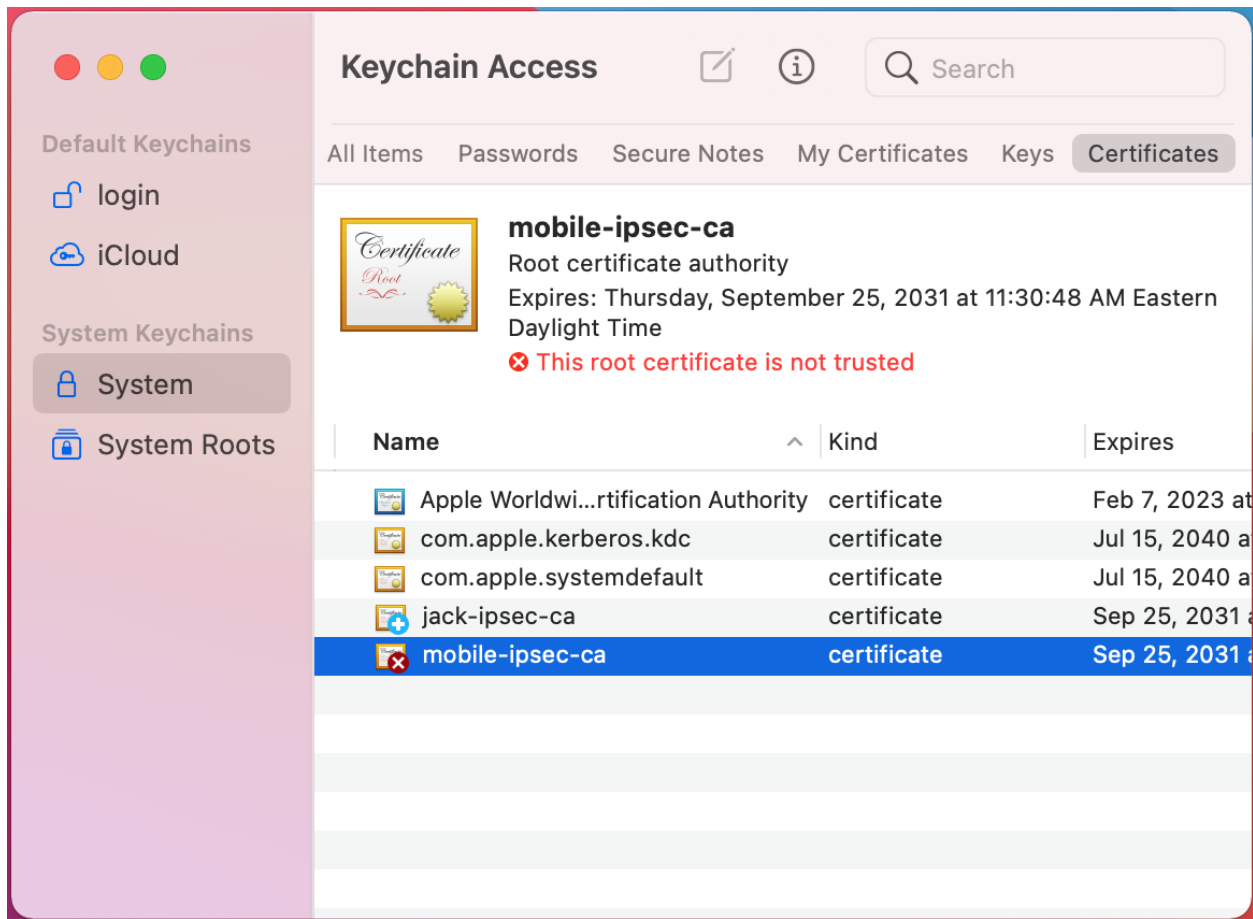 Keychain Access
Search
Default Keychains
login
iCloud
System Keychains
System
System Roots
All Items Passwords Secure Notes My Certificates Keys Certificates
Certificate
Root
mobile-ipsec-ca
Root certificate authority
Expires: Thursday, September 25, 2031 at 11:30:48 AM Eastern
Daylight Time
This root certificate is not trusted
Name Kind Expires
Apple Worldwi...rtification Authority certificate Feb 7, 2023 at
com.apple.kerberos.kdc certificate Jul 15, 2040 a
com.apple.systemdefault certificate Jul 15, 2040 a
jack-ipsec-ca certificate Sep 25, 2031
mobile-ipsec-ca certificate Sep 25, 2031